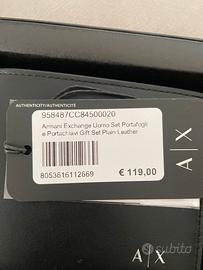 AUTHENTICITY/AUTHENTICITÉ
958487CC84500020
Armani Exchange Uomo Set Portafogli
e Portachiavi Gift Set Plain Leather
8053616112669
€ 119,00
A|X
A|X
subito